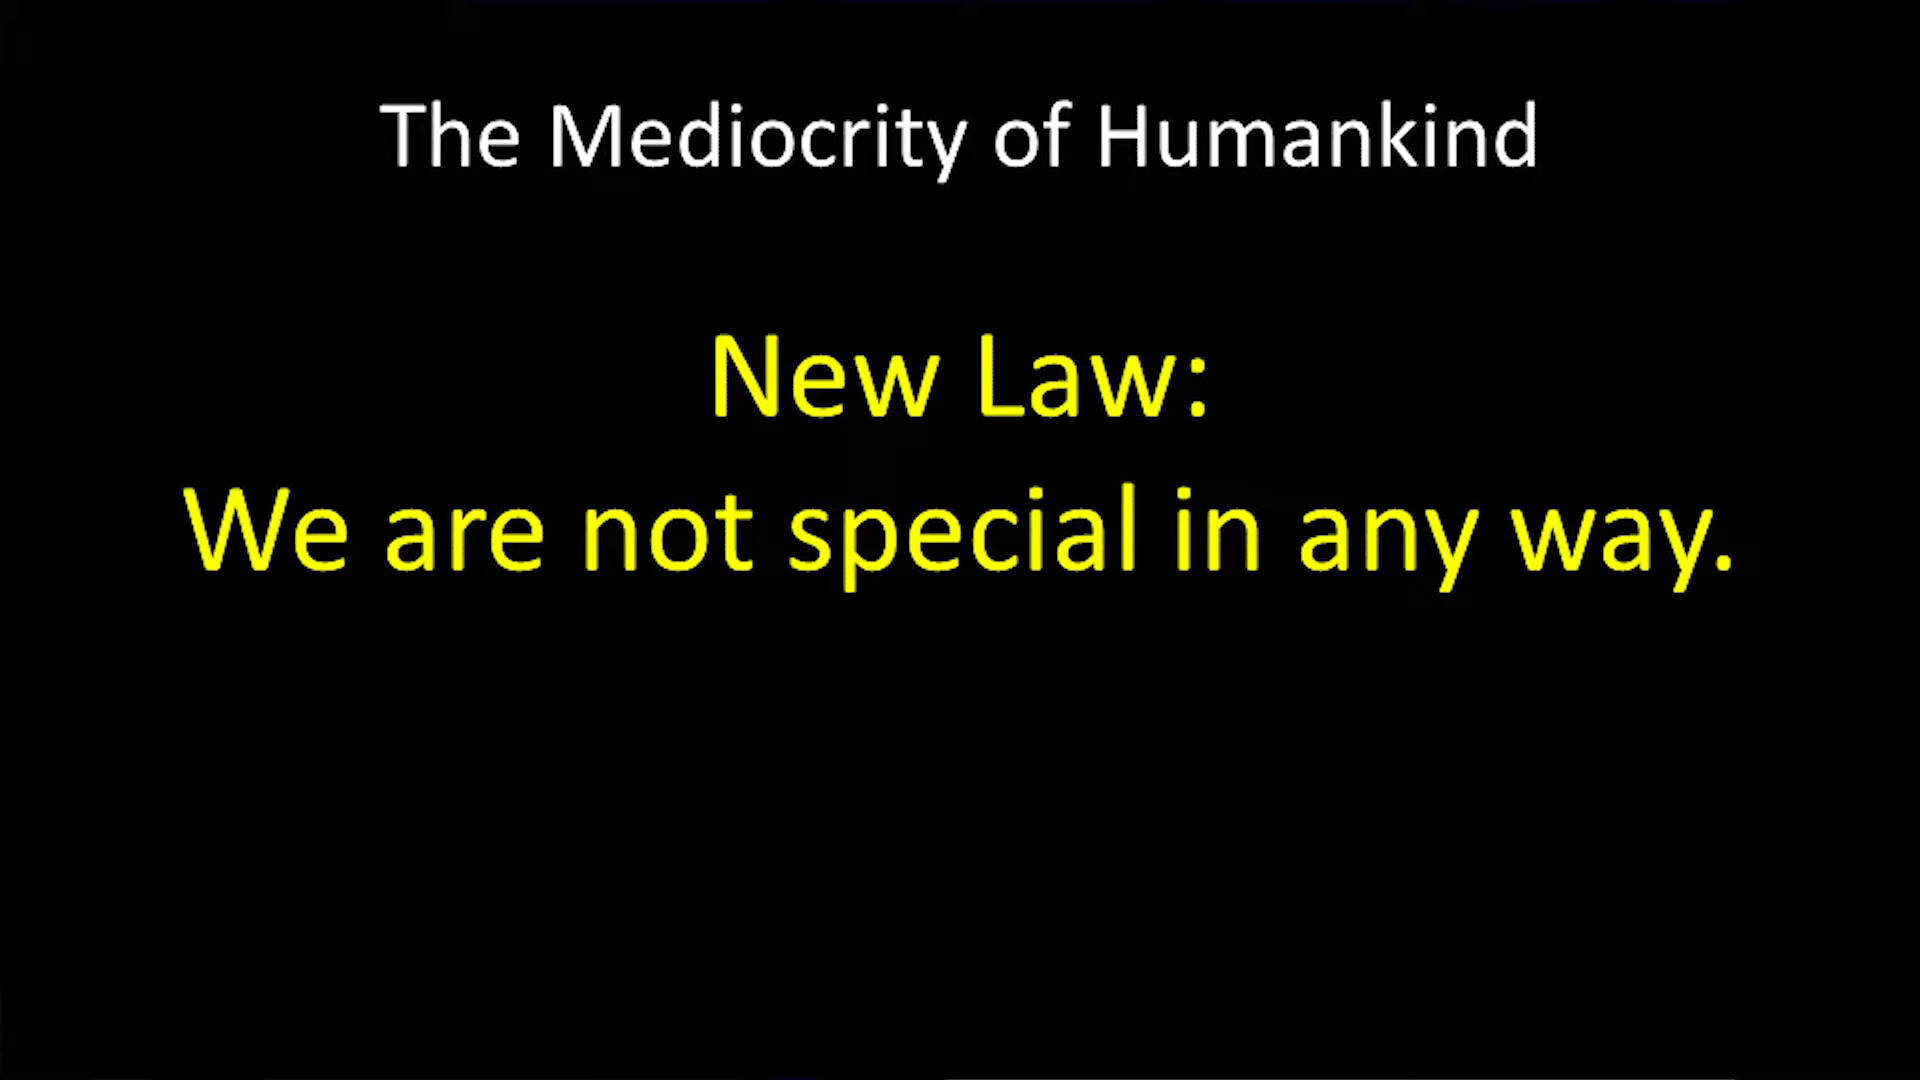 The Mediocrity of Humankind
New Law:
We are not special in any way.